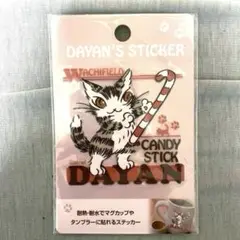 DAYAN'S STICKER
WACHIFIELD
CANDY
STICK
DAYAN
耐熱・耐水でマグカップや
タンブラーに貼れるステッカー